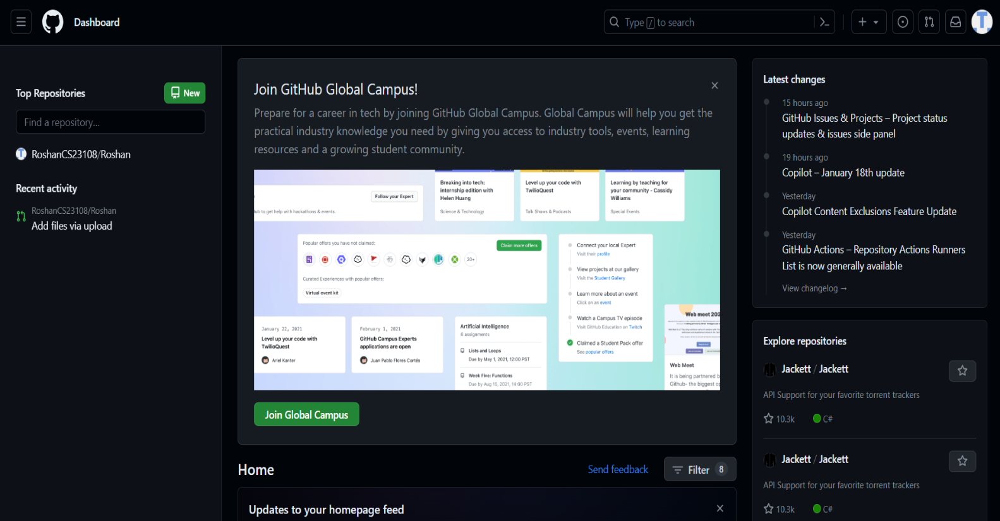 Dashboard
Type / to search
Top Repositories
New
Find a repository...
RoshanCS23108/Roshan
Recent activity
RoshanCS23108/Roshan
Add files via upload
Join GitHub Global Campus!
Prepare for a career in tech by joining GitHub Global Campus. Global Campus will help you get the
practical industry knowledge you need by giving you access to industry tools, events, learning
resources and a growing student community.
Follow your Expert
ub to get help with hackathons & events.
Breaking into tech:
internship edition with
Helen Huang
Science & Technology
Level up your code with
TwilioQuest
Talk Shows & Podcasts
Learning by teaching for
your community - Cassidy
Williams
Special Events
Popular offers you have not claimed:
Claim more offers
20+
Curated Experiences with popular offers:
Virtual event kit
Connect your local Expert
Visit their profile
View projects at our gallery
Visit the Student Gallery
Learn more about an event
Click on an event
Watch a Campus TV episode
Visit GitHub Education on Twitch
Claimed a Student Pack offer
See popular offers
January 22, 2021
Level up your code with
TwilioQuest
Ariel Kanter
February 1, 2021
GitHub Campus Experts
applications are open
Juan Pablo Flores Cortés
Artificial Intelligence
6 assignments
Lists and Loops
Due by May 1, 2021, 12:00 PST
Week Five: Functions
Due by Aug 15, 2021, 14:00 PST
Web meet 202
Web Meet
It is being partnered b
Github- the biggest op
Join Global Campus
Home
Send feedback
Filter 8
Updates to your homepage feed
Latest changes
15 hours ago
GitHub Issues & Projects – Project status
updates & issues side panel
19 hours ago
Copilot – January 18th update
Yesterday
Copilot Content Exclusions Feature Update
Yesterday
GitHub Actions – Repository Actions Runners
List is now generally available
View changelog →
Explore repositories
Jackett / Jackett
API Support for your favorite torrent trackers
10.3k C#
Jackett / Jackett
API Support for your favorite torrent trackers
10.3k C#